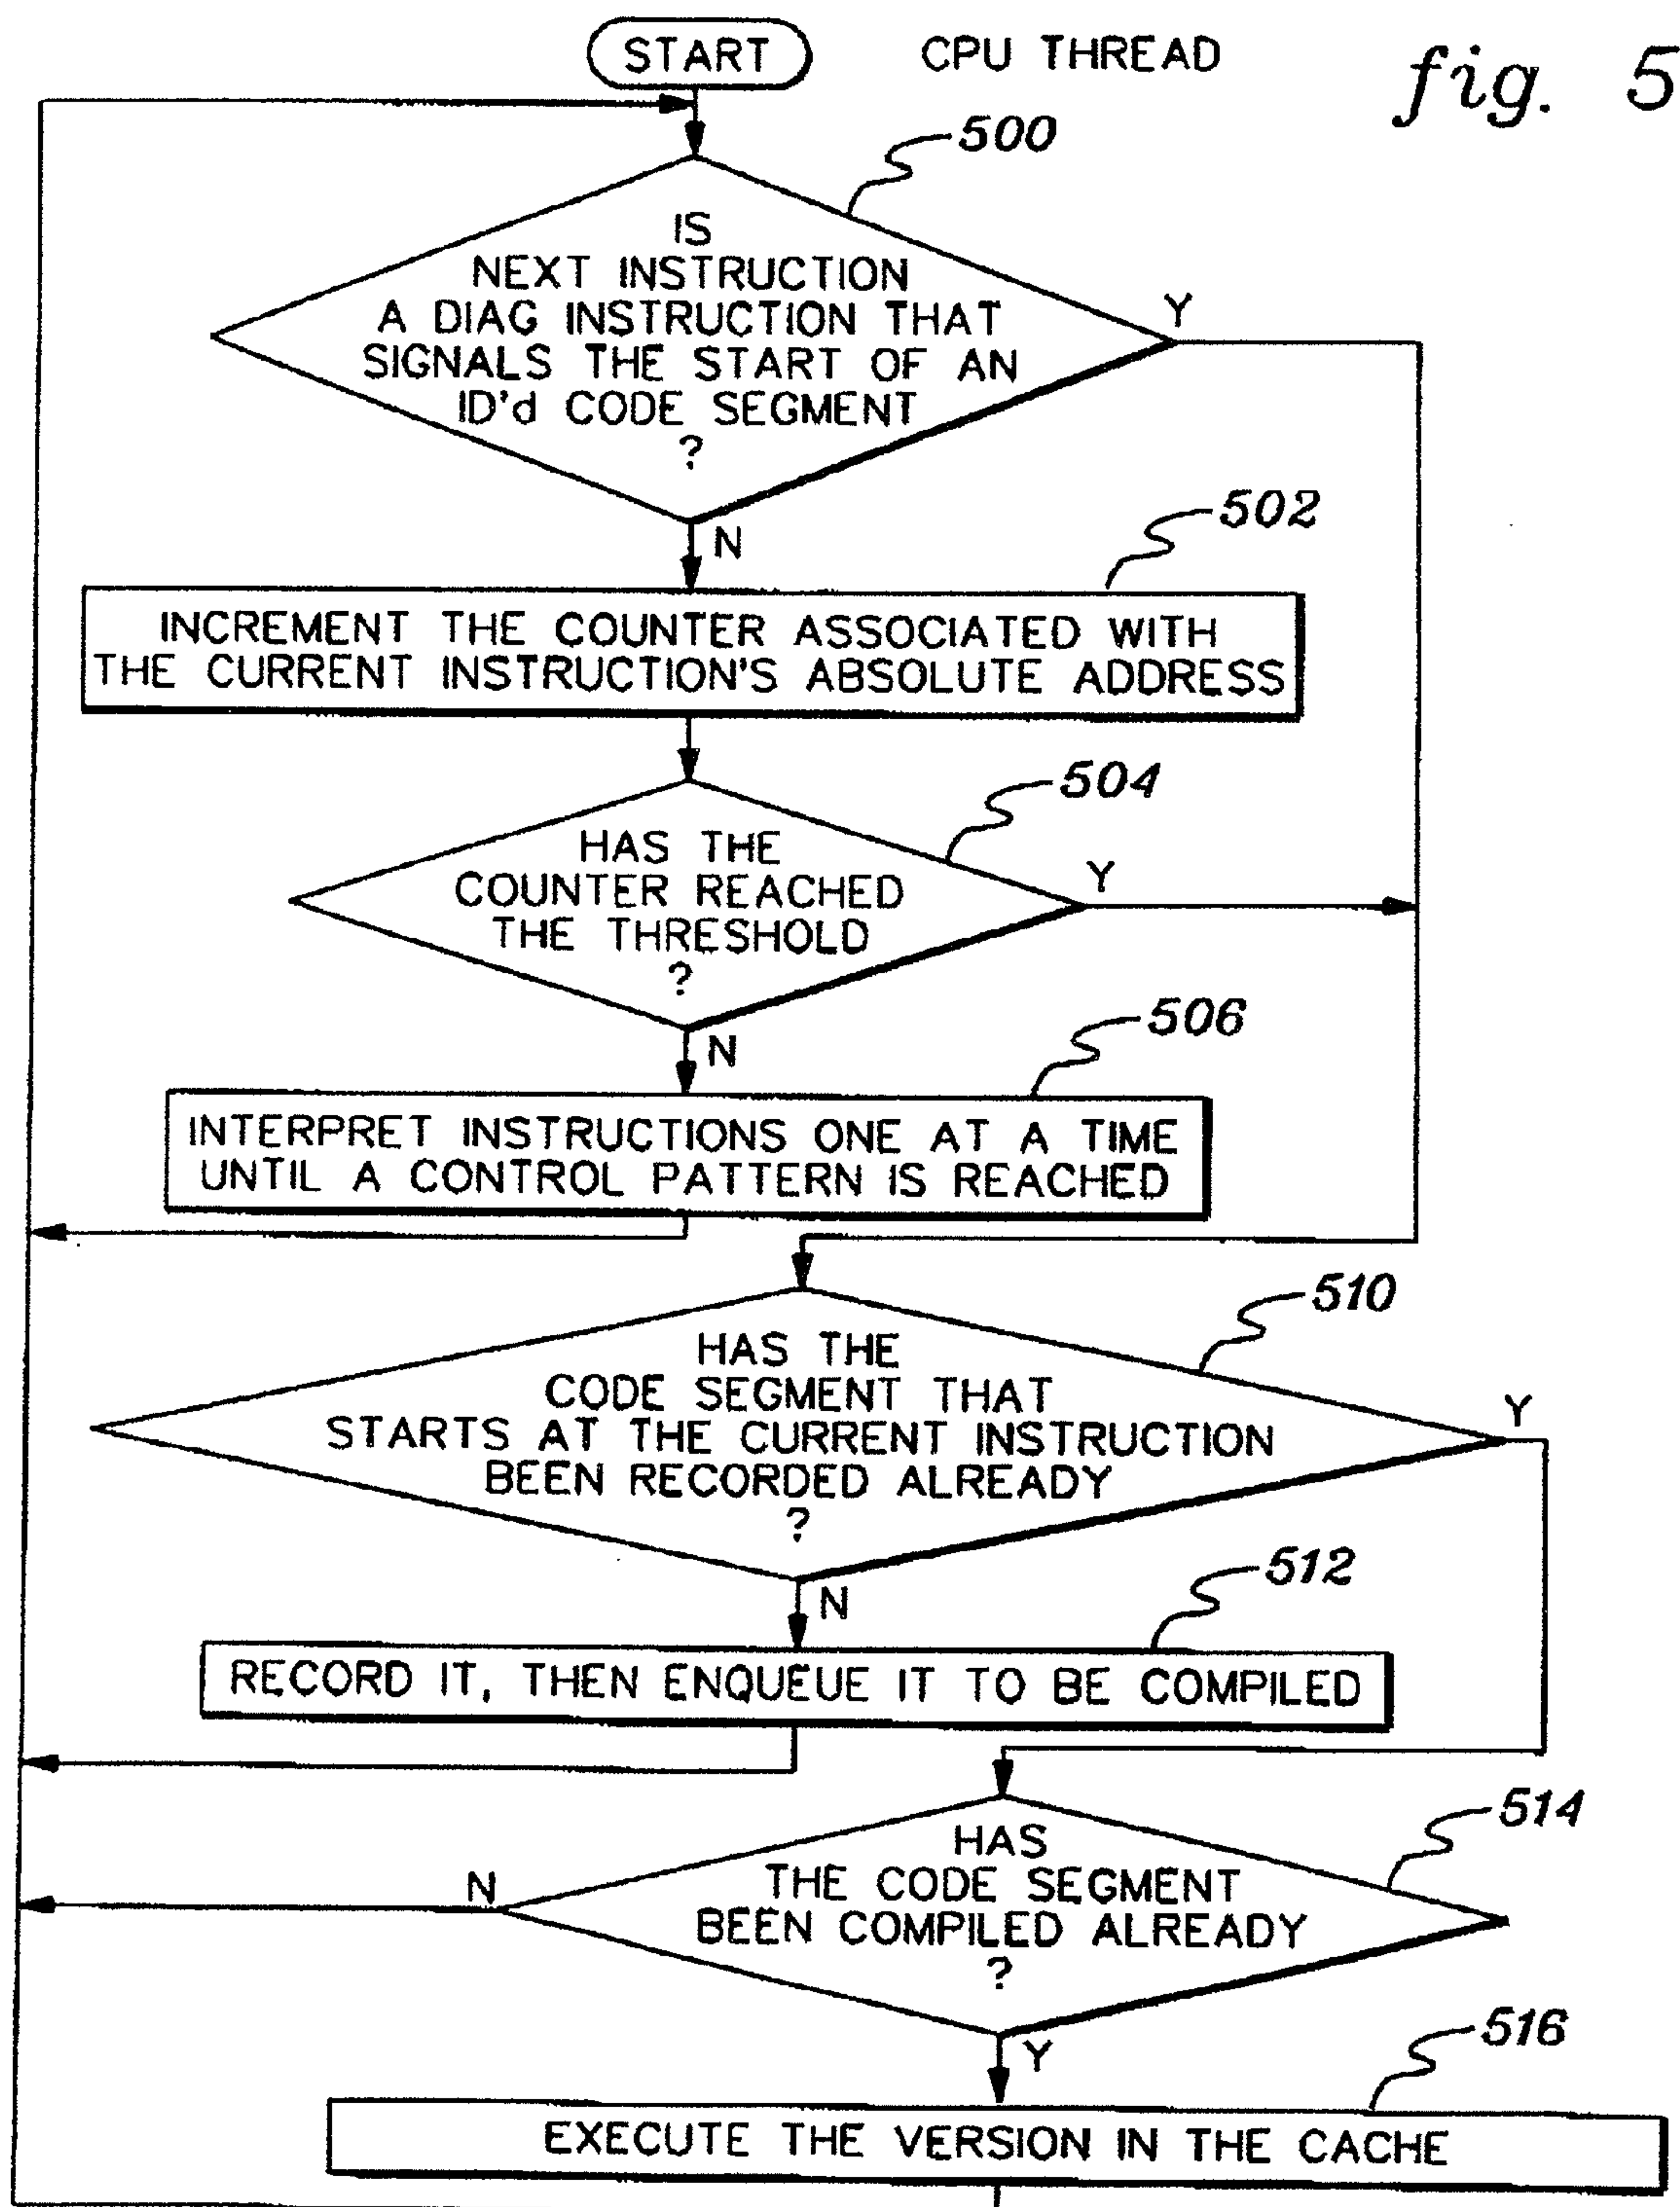 START
CPU THREAD
fig. 5
500
IS
NEXT INSTRUCTION
A DIAG INSTRUCTION THAT
SIGNALS THE START OF AN
ID'd CODE SEGMENT
?
Y
N
502
INCREMENT THE COUNTER ASSOCIATED WITH
THE CURRENT INSTRUCTION'S ABSOLUTE ADDRESS
504
HAS THE
COUNTER REACHED
THE THRESHOLD
?
Y
N
506
INTERPRET INSTRUCTIONS ONE AT A TIME
UNTIL A CONTROL PATTERN IS REACHED
510
HAS THE
CODE SEGMENT THAT
STARTS AT THE CURRENT INSTRUCTION
BEEN RECORDED ALREADY
?
Y
N
512
RECORD IT, THEN ENQUEUE IT TO BE COMPILED
514
HAS
THE CODE SEGMENT
BEEN COMPILED ALREADY
?
N
Y
516
EXECUTE THE VERSION IN THE CACHE